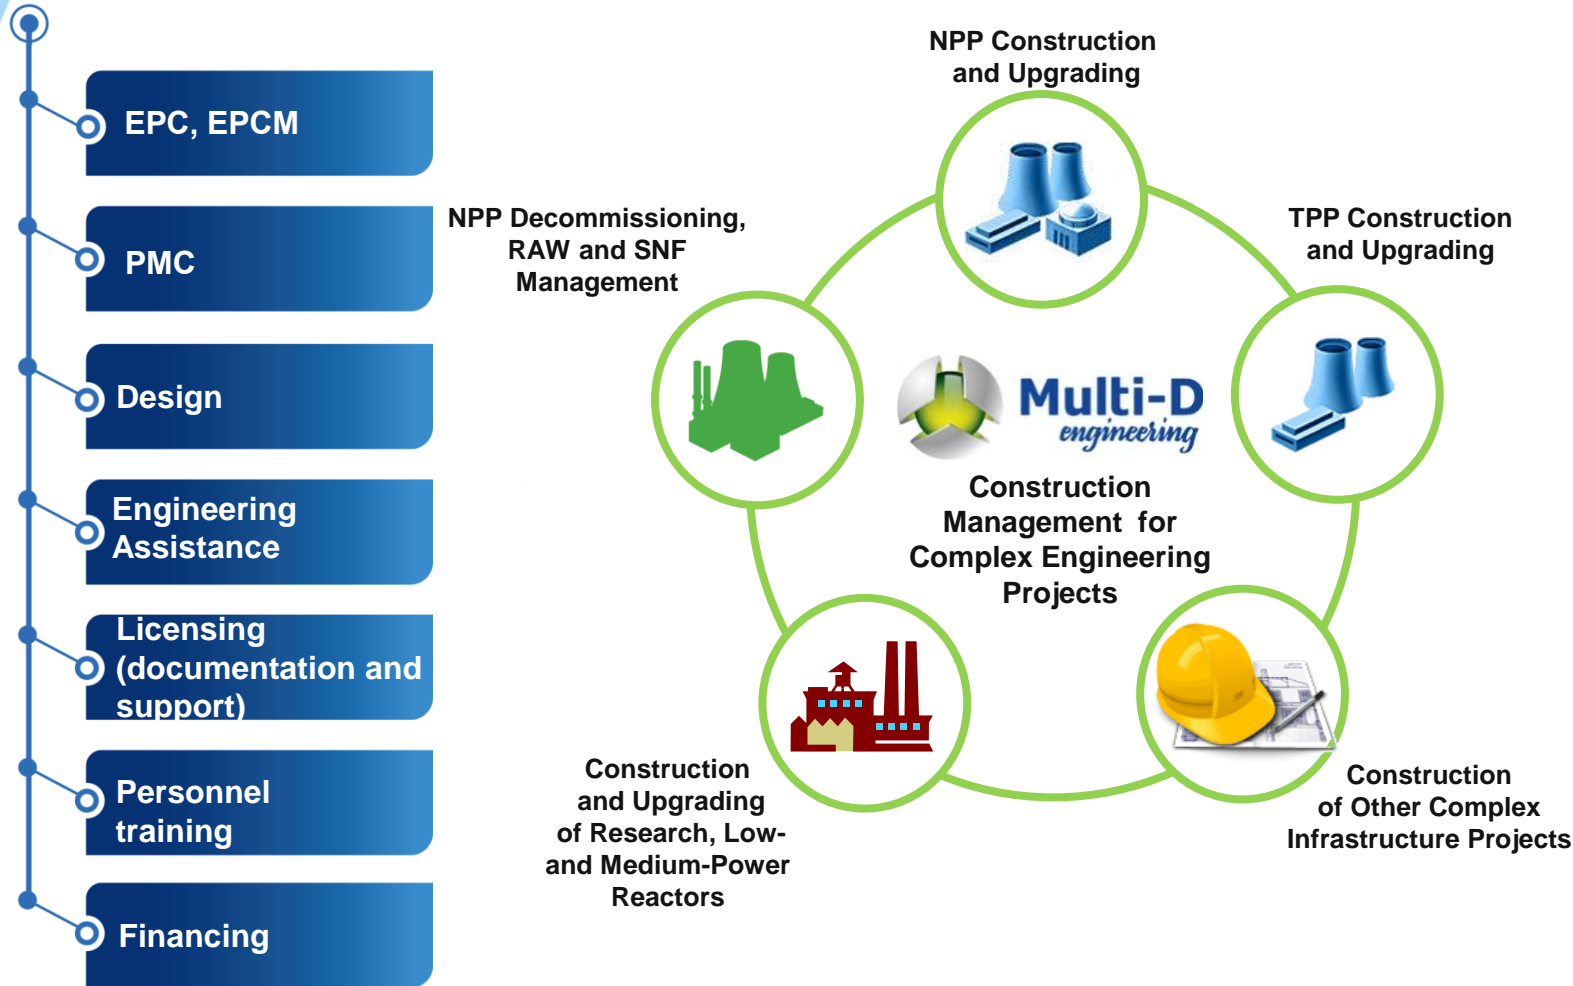 EPC, EPCM
PMC
Design
Engineering
Assistance
Licensing
(documentation and
support)
Personnel
training
Financing
NPP Construction
and Upgrading
NPP Decommissioning,
RAW and SNF
Management
TPP Construction
and Upgrading
Multi-D
engineering
Construction
Management for
Complex Engineering
Projects
Construction
and Upgrading
of Research, Low-
and Medium-Power
Reactors
Construction
of Other Complex
Infrastructure Projects